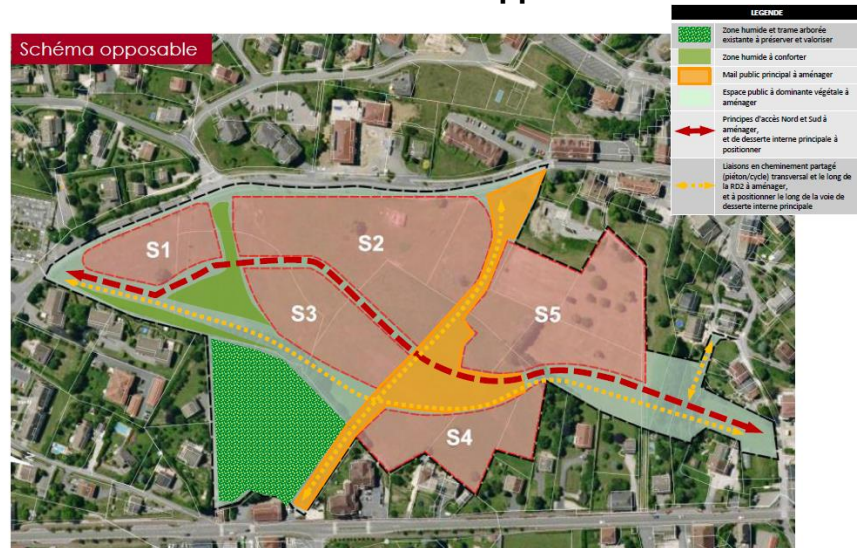 Schéma opposable
LEGENDE
Zone humide et trame arborée
existante à préserver et valoriser
Zone humide à conforter
Mail public principal à aménager
Espace public à dominante végétale à
aménager
Principes d'accès Nord et Sud à
aménager,
et de desserte interne principale à
positionner
Liaisons en cheminement partagé
(piéton/cycle) transversal et le long de
la RD2 à aménager,
et à positionner le long de la voie de
desserte interne principale
S1
S2
S3
S5
S4